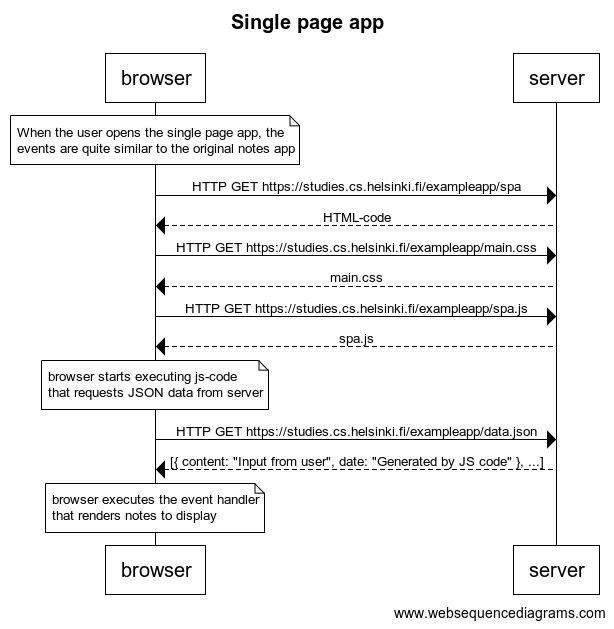 Single page app
browser
server
When the user opens the single page app, the
events are quite similar to the original notes app
HTTP GET https://studies.cs.helsinki.fi/exampleapp/spa
HTML-code
HTTP GET https://studies.cs.helsinki.fi/exampleapp/main.css
main.css
HTTP GET https://studies.cs.helsinki.fi/exampleapp/spa.js
spa.js
browser starts executing js-code
that requests JSON data from server
HTTP GET https://studies.cs.helsinki.fi/exampleapp/data.json
[{ content: "Input from user", date: "Generated by JS code" }, ...]
browser executes the event handler
that renders notes to display
browser
server
www.websequencediagrams.com